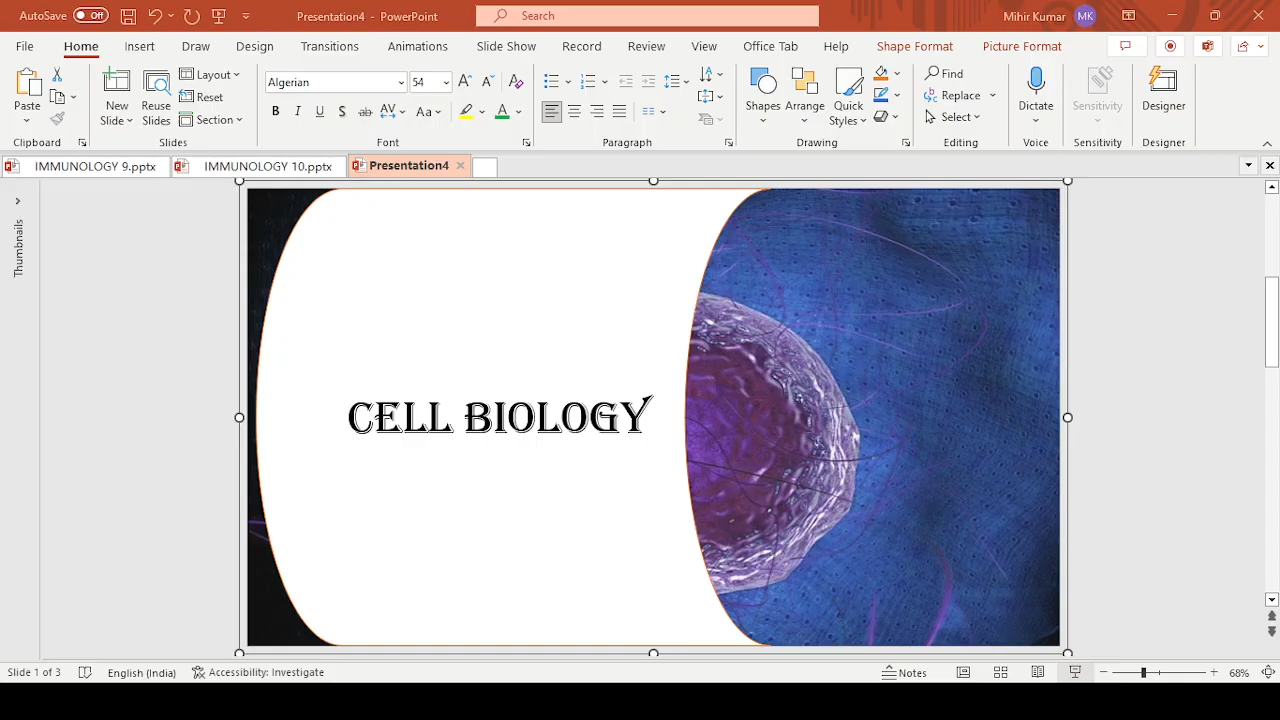 AutoSave Off Presentation4 - PowerPoint Search Mihir Kumar MK
File Home Insert Draw Design Transitions Animations Slide Show Record Review View Office Tab Help Shape Format Picture Format
Paste New Slide Reuse Slides Layout Reset Section Algerian 54 Shapes Arrange Quick Styles Find Replace Select Dictate Sensitivity Designer
B I U S ab AV Aa A
Clipboard Slides Font Paragraph Drawing Editing Voice Sensitivity Designer
IMMUNOLOGY 9.pptx IMMUNOLOGY 10.pptx Presentation4
Thumbnails
CELL BIOLOGY
Slide 1 of 3 English (India) Accessibility: Investigate Notes 68%